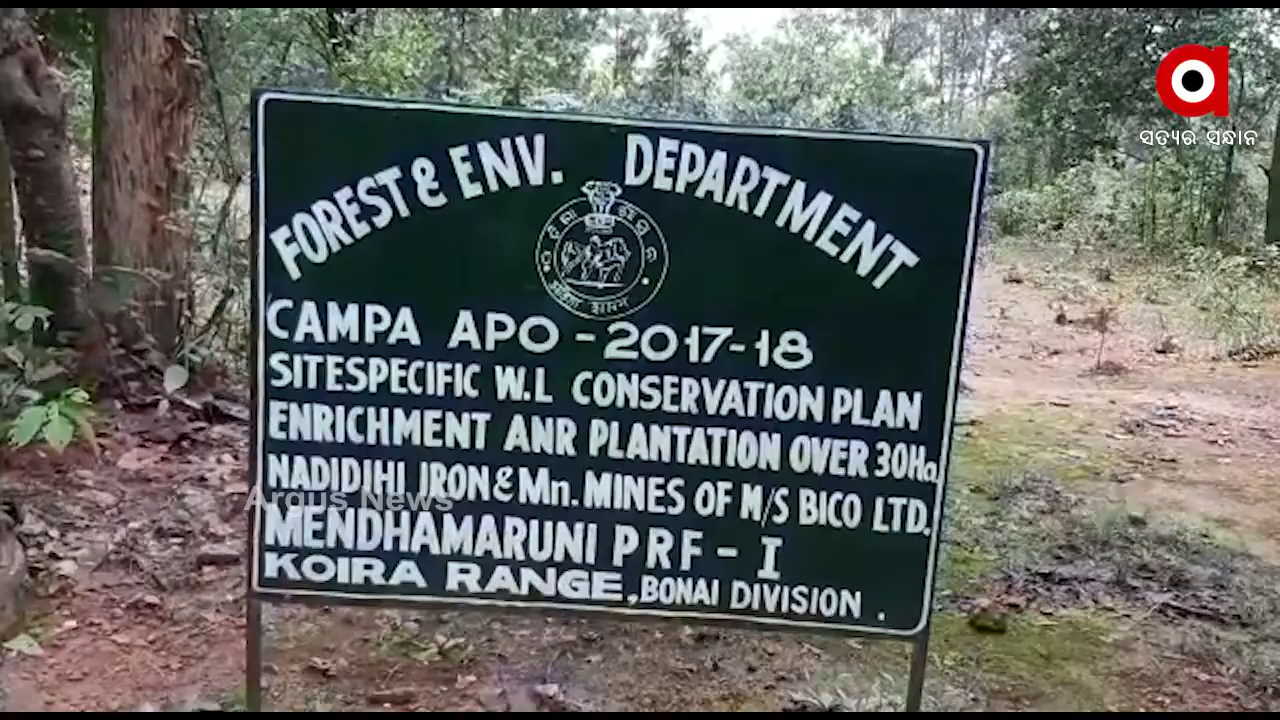 ସତ୍ୟର ସନ୍ଧାନ
FOREST & ENV. DEPARTMENT
CAMPA APO - 2017-18
SITESPECIFIC W.L CONSERVATION PLAN
ENRICHMENT ANR PLANTATION OVER 30Ha
NADIDIHI IRON & Mn. MINES OF M/S BICO LTD.
Argus News
MENDHAMARUNI PRF - I
KOIRA RANGE, BONAI DIVISION .